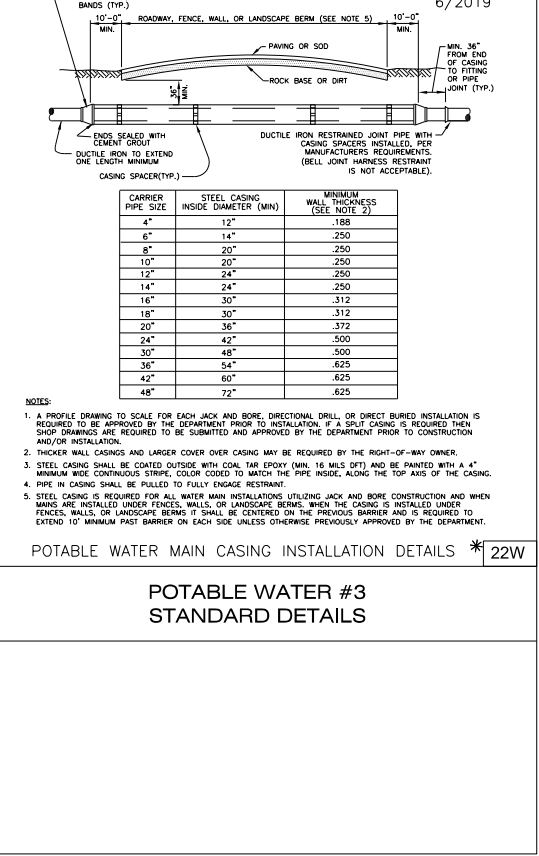 BANDS (TYP.)
6/2019
10'-0"
MIN.
ROADWAY, FENCE, WALL, OR LANDSCAPE BERM (SEE NOTE 5)
10'-0"
MIN.
PAVING OR SOD
ROCK BASE OR DIRT
36"
MIN.
MIN. 36"
FROM END
OF CASING
TO FITTING
OR PIPE
JOINT (TYP.)
ENDS SEALED WITH
CEMENT GROUT
DUCTILE IRON TO EXTEND
ONE LENGTH MINIMUM
CASING SPACER(TYP.)
DUCTILE IRON RESTRAINED JOINT PIPE WITH
CASING SPACERS INSTALLED, PER
MANUFACTURERS REQUIREMENTS.
(BELL JOINT HARNESS RESTRAINT
IS NOT ACCEPTABLE).
CARRIER PIPE SIZE STEEL CASING INSIDE DIAMETER (MIN) MINIMUM WALL THICKNESS (SEE NOTE 2)
4" 12" .188
6" 14" .250
8" 20" .250
10" 20" .250
12" 24" .250
14" 24" .250
16" 30" .312
18" 30" .312
20" 36" .372
24" 42" .500
30" 48" .500
36" 54" .625
42" 60" .625
48" 72" .625
NOTES:
1. A PROFILE DRAWING TO SCALE FOR EACH JACK AND BORE, DIRECTIONAL DRILL, OR DIRECT BURIED INSTALLATION IS
REQUIRED TO BE APPROVED BY THE DEPARTMENT PRIOR TO INSTALLATION. IF A SPLIT CASING IS REQUIRED THEN
SHOP DRAWINGS ARE REQUIRED TO BE SUBMITTED AND APPROVED BY THE DEPARTMENT PRIOR TO CONSTRUCTION
AND/OR INSTALLATION.
2. THICKER WALL CASINGS AND LARGER COVER OVER CASING MAY BE REQUIRED BY THE RIGHT-OF-WAY OWNER.
3. STEEL CASING SHALL BE COATED OUTSIDE WITH COAL TAR EPOXY (MIN. 16 MILS DFT) AND BE PAINTED WITH A 4"
MINIMUM WIDE CONTINUOUS STRIPE, COLOR CODED TO MATCH THE PIPE INSIDE, ALONG THE TOP AXIS OF THE CASING.
4. PIPE IN CASING SHALL BE PULLED TO FULLY ENGAGE RESTRAINT.
5. STEEL CASING IS REQUIRED FOR ALL WATER MAIN INSTALLATIONS UTILIZING JACK AND BORE CONSTRUCTION AND WHEN
MAINS ARE INSTALLED UNDER FENCES, WALLS, OR LANDSCAPE BERMS. WHEN THE CASING IS INSTALLED UNDER
FENCES, WALLS, OR LANDSCAPE BERMS IT SHALL BE CENTERED ON THE PREVIOUS BARRIER AND IS REQUIRED TO
EXTEND 10' MINIMUM PAST BARRIER ON EACH SIDE UNLESS OTHERWISE PREVIOUSLY APPROVED BY THE DEPARTMENT.
POTABLE WATER MAIN CASING INSTALLATION DETAILS * 22W
POTABLE WATER #3
STANDARD DETAILS